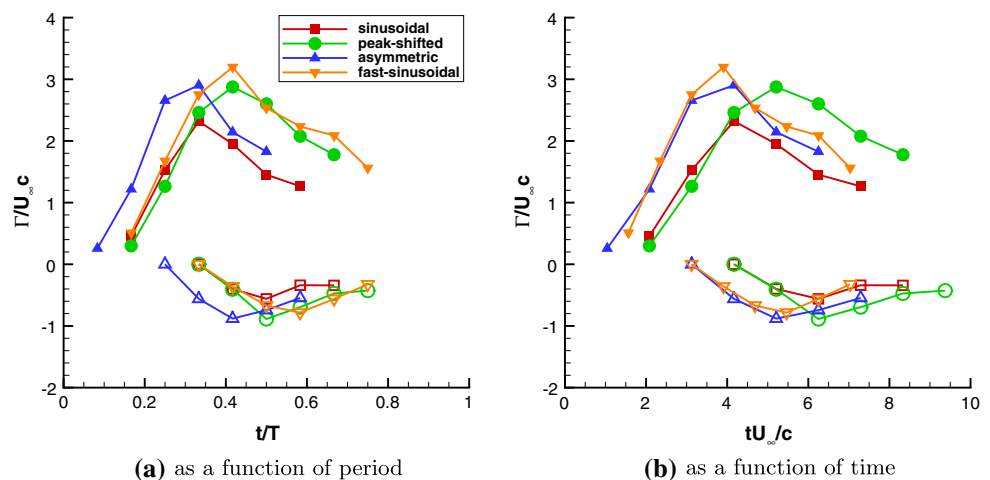 4
3
2
1
0
-1
-2
Γ/U∞ c
0
0.2
0.4
0.6
0.8
1
t/T
sinusoidal
peak-shifted
asymmetric
fast-sinusoidal
(a) as a function of period
4
3
2
1
0
-1
-2
Γ/U∞ c
0
2
4
6
8
10
tU∞/c
(b) as a function of time